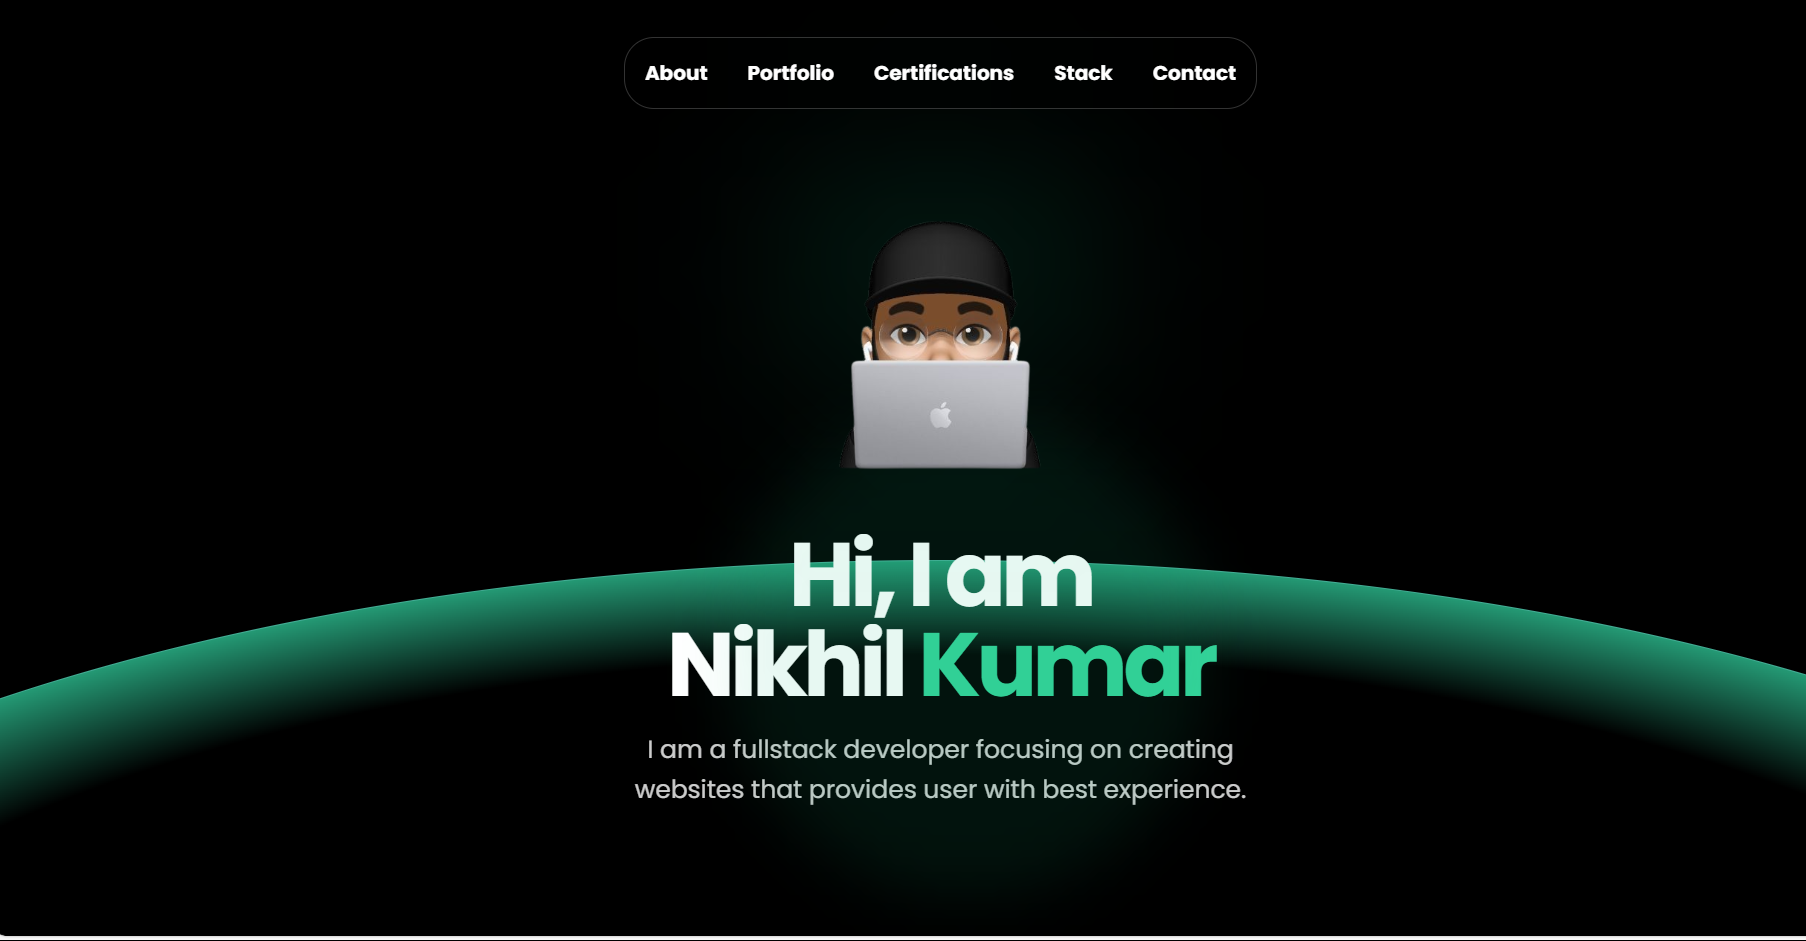 About Portfolio Certifications Stack Contact
Hi, I am
Nikhil Kumar
I am a fullstack developer focusing on creating
websites that provides user with best experience.